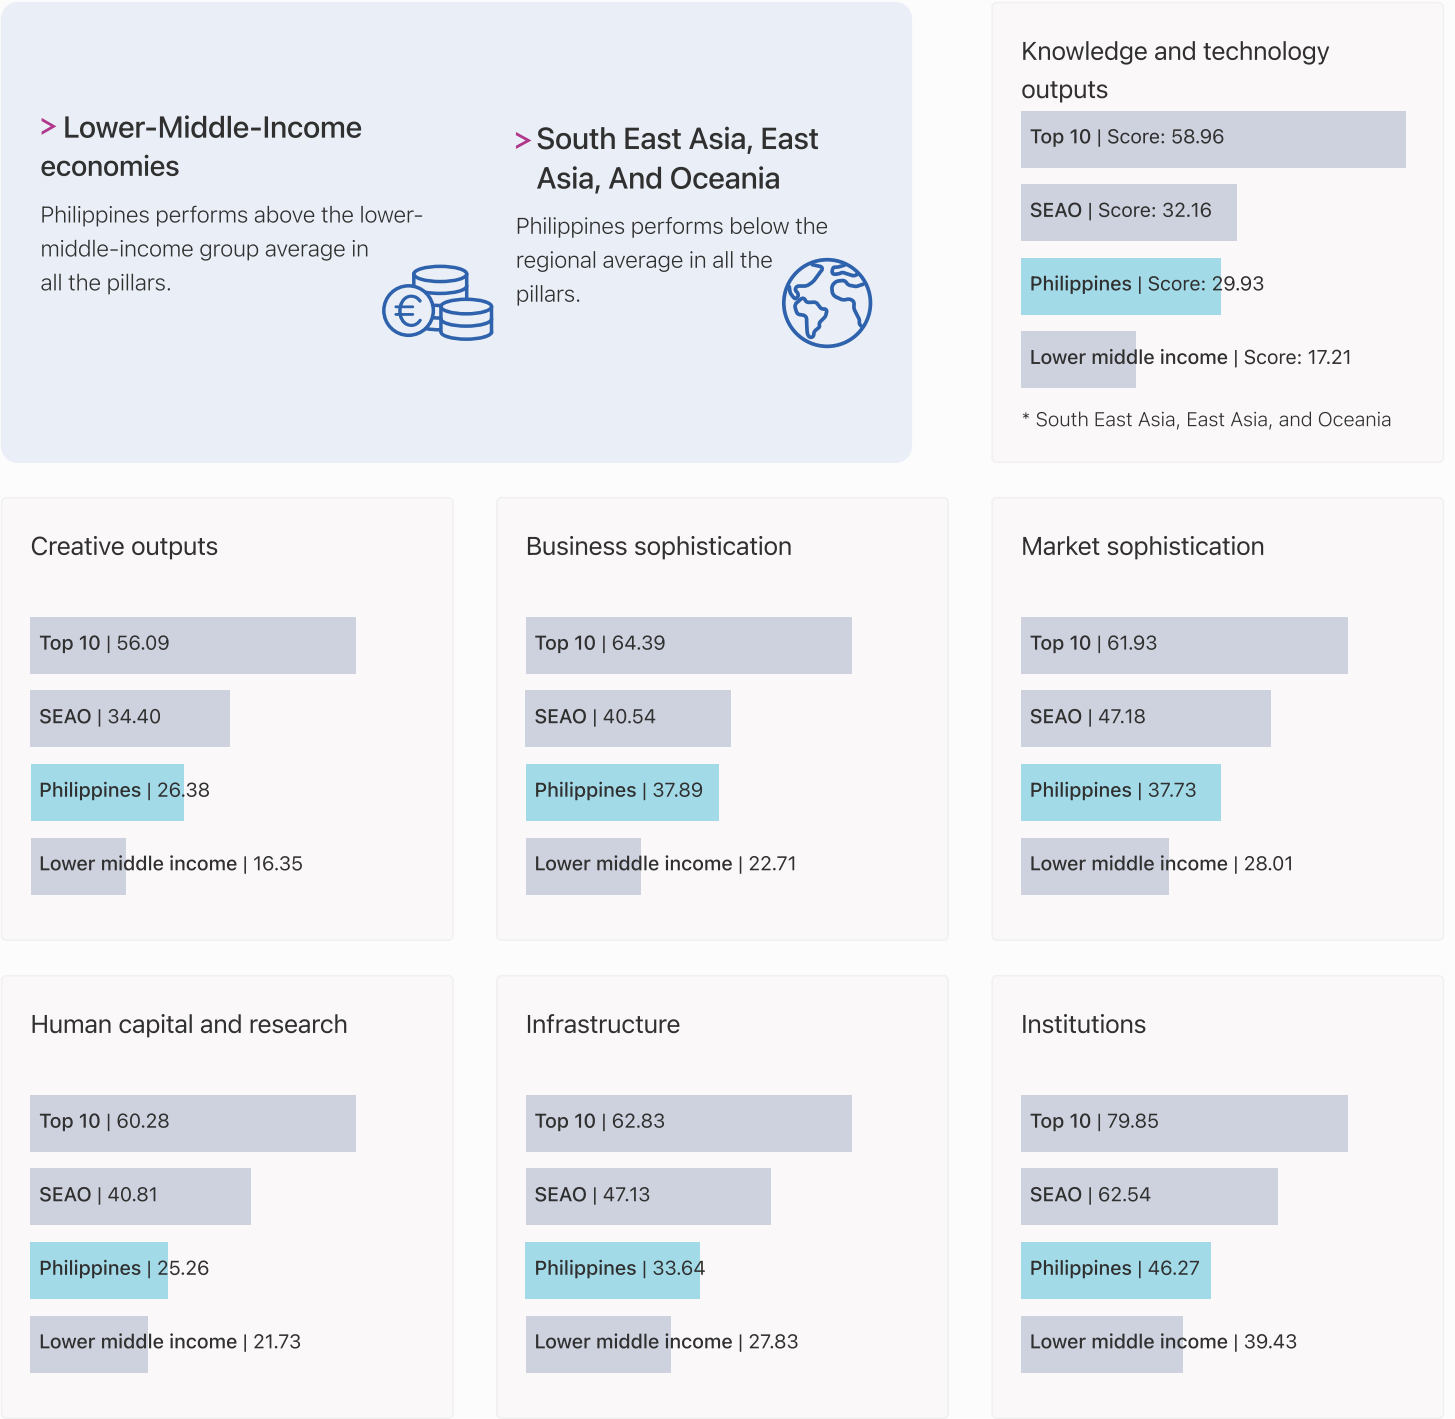 > Lower-Middle-Income
economies
Philippines performs above the lower-
middle-income group average in
all the pillars.
> South East Asia, East
Asia, And Oceania
Philippines performs below the
regional average in all the
pillars.
Knowledge and technology
outputs
Top 10 | Score: 58.96
SEAO | Score: 32.16
Philippines | Score: 29.93
Lower middle income | Score: 17.21
* South East Asia, East Asia, and Oceania
Creative outputs
Top 10 | 56.09
SEAO | 34.40
Philippines | 26.38
Lower middle income | 16.35
Business sophistication
Top 10 | 64.39
SEAO | 40.54
Philippines | 37.89
Lower middle income | 22.71
Market sophistication
Top 10 | 61.93
SEAO | 47.18
Philippines | 37.73
Lower middle income | 28.01
Human capital and research
Top 10 | 60.28
SEAO | 40.81
Philippines | 25.26
Lower middle income | 21.73
Infrastructure
Top 10 | 62.83
SEAO | 47.13
Philippines | 33.64
Lower middle income | 27.83
Institutions
Top 10 | 79.85
SEAO | 62.54
Philippines | 46.27
Lower middle income | 39.43